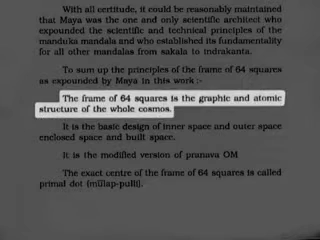 With all certitude, it could be reasonably maintained
that Maya was the one and only scientific architect who
expounded the scientific and technical principles of the
manduka mandala and who established its fundamentality
for all other mandalas from sakala to indrakanta.
To sum up the principles of the frame of 64 squares
as expounded by Maya in this work :-
The frame of 64 squares is the graphic and atomic
structure of the whole cosmos.
It is the basic design of inner space and outer space
enclosed space and built space.
It is the modified version of pranava OM
The exact centre of the frame of 64 squares is called
primal dot (mūlap-pulli).